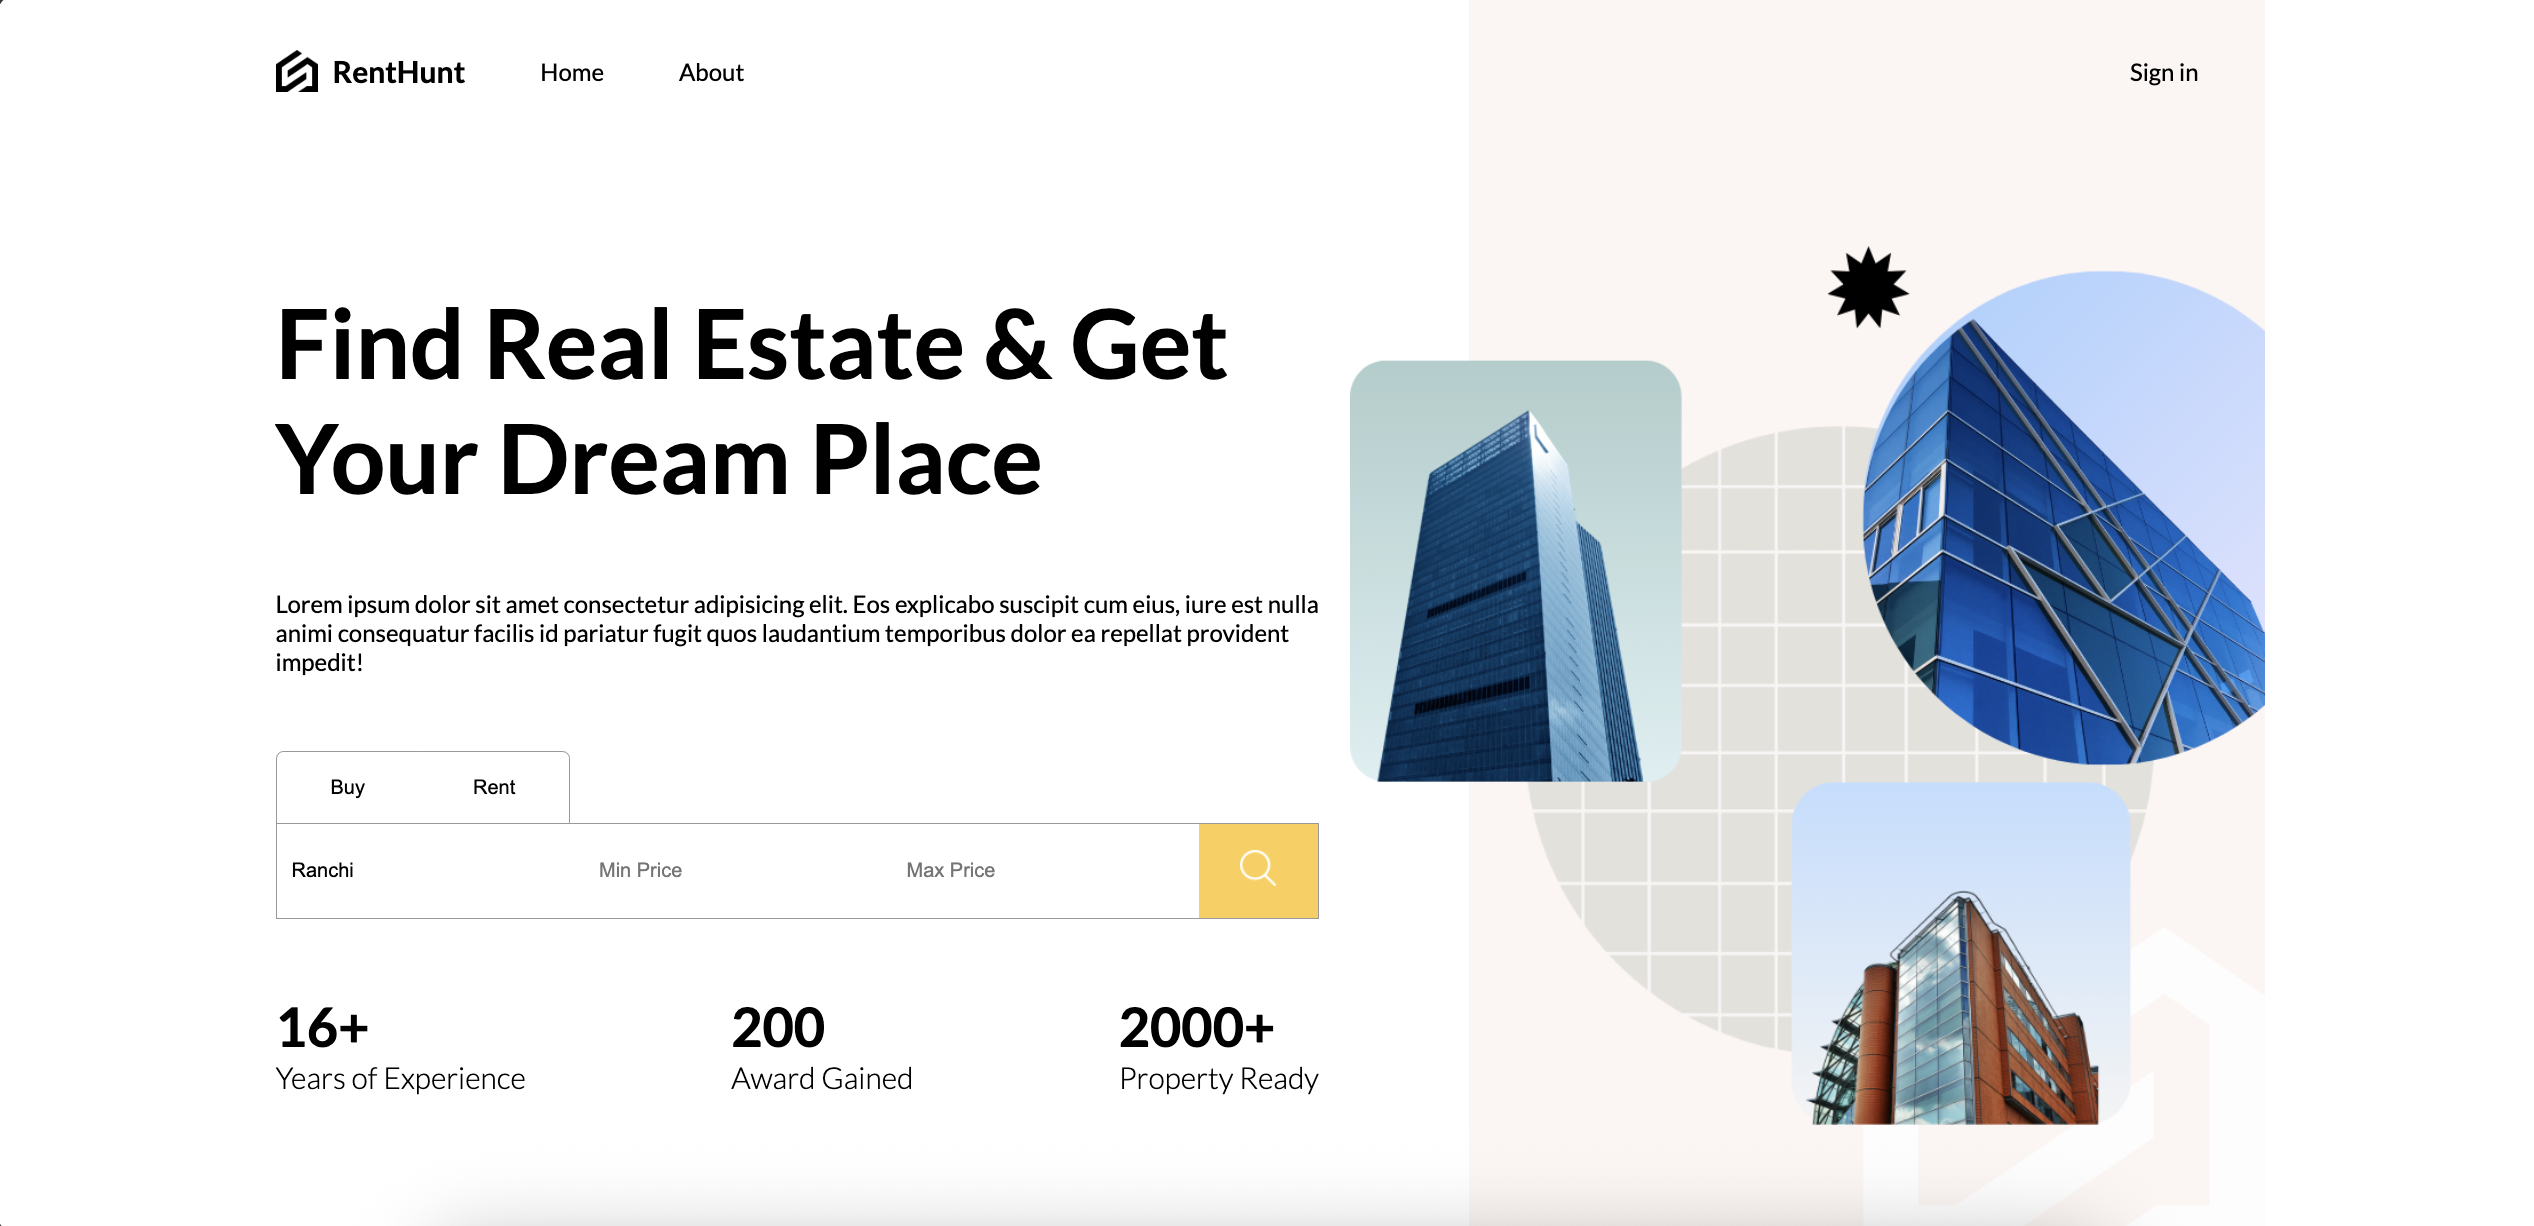 RentHunt Home About Sign in
Find Real Estate & Get
Your Dream Place
Lorem ipsum dolor sit amet consectetur adipisicing elit. Eos explicabo suscipit cum eius, iure est nulla
animi consequatur facilis id pariatur fugit quos laudantium temporibus dolor ea repellat provident
impedit!
Buy Rent
Ranchi Min Price Max Price
16+ 200 2000+
Years of Experience Award Gained Property Ready